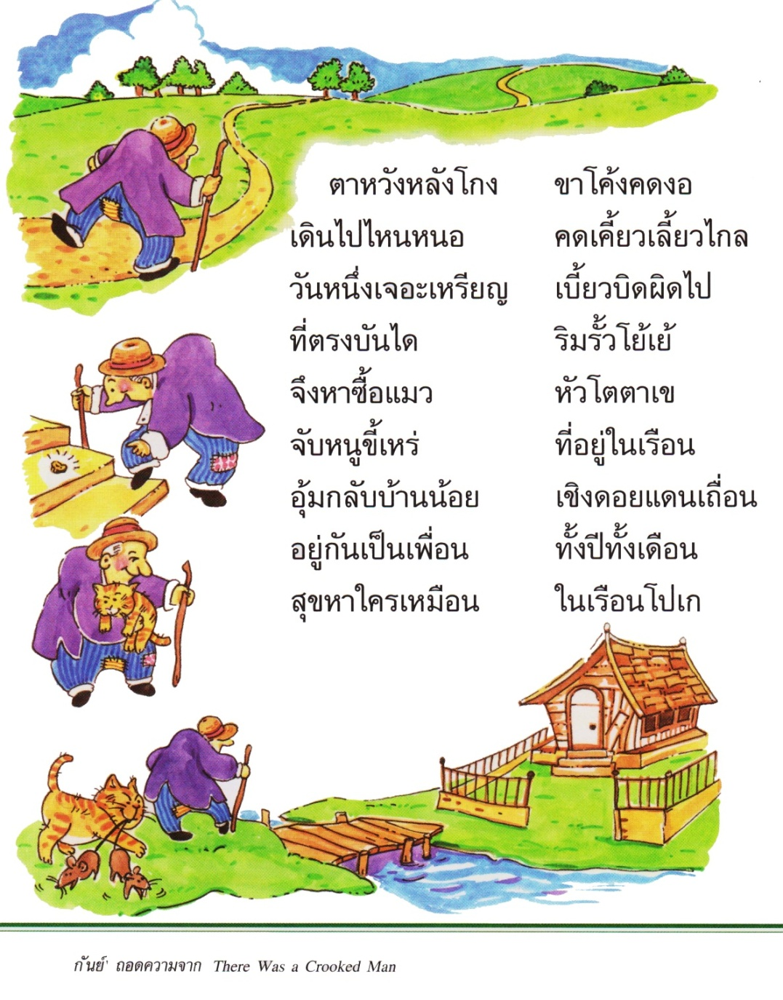 ตาหวังหลังโกง ขาโค้งคดงอ
เดินไปไหนหนอ คดเคี้ยวเลี้ยวไกล
วันหนึ่งเจอะเหรียญ เบี้ยวบิดผิดไป
ที่ตรงบันได ริมรั้วโย้เย้
จึงหาซื้อแมว หัวโตตาเข
จับหนูขี้เหร่ ที่อยู่ในเรือน
อุ้มกลับบ้านน้อย เชิงดอยแดนเถื่อน
อยู่กันเป็นเพื่อน ทั้งปีทั้งเดือน
สุขหาใครเหมือน ในเรือนโปเก
กันย์' ถอดความจาก There Was a Crooked Man